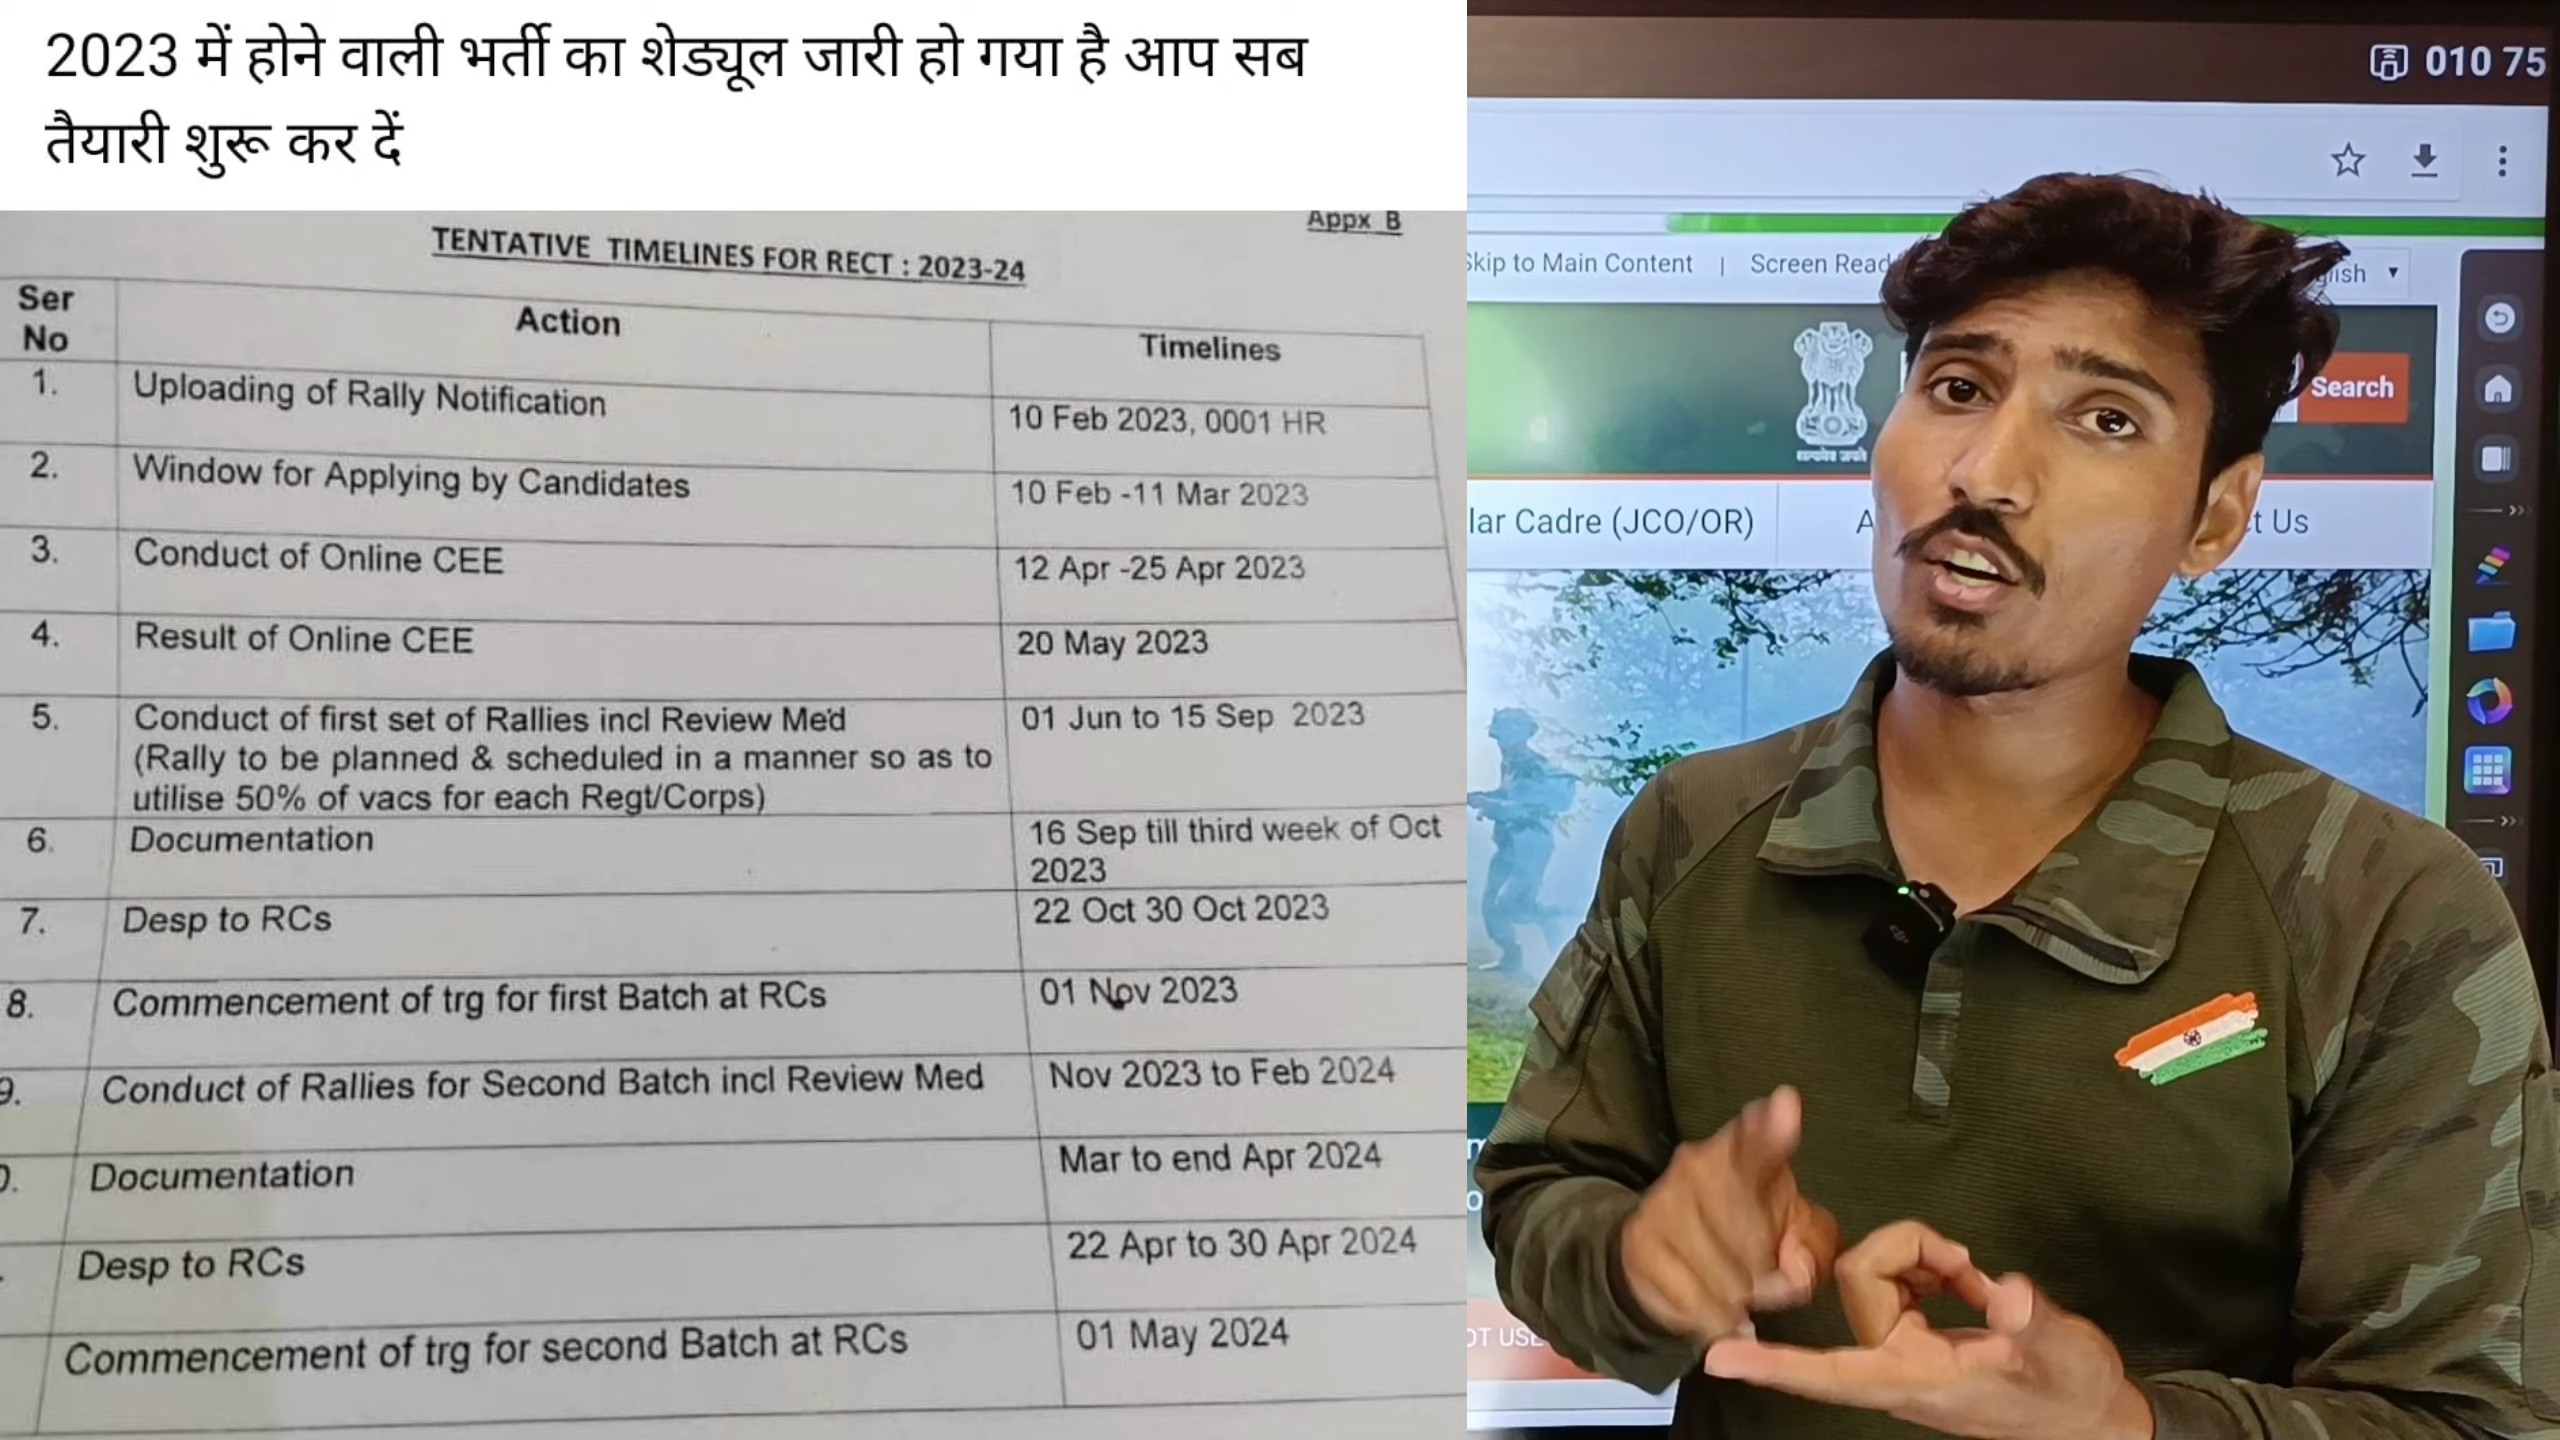 2023 में होने वाली भर्ती का शेड्यूल जारी हो गया है आप सब
तैयारी शुरू कर दें
Appx B
TENTATIVE TIMELINES FOR RECT : 2023-24
Ser No Action Timelines
1. Uploading of Rally Notification 10 Feb 2023, 0001 HR
2. Window for Applying by Candidates 10 Feb -11 Mar 2023
3. Conduct of Online CEE 12 Apr -25 Apr 2023
4. Result of Online CEE 20 May 2023
5. Conduct of first set of Rallies incl Review Med 01 Jun to 15 Sep 2023
(Rally to be planned & scheduled in a manner so as to
utilise 50% of vacs for each Regt/Corps)
6. Documentation 16 Sep till third week of Oct
2023
7. Desp to RCs 22 Oct 30 Oct 2023
8. Commencement of trg for first Batch at RCs 01 Nov 2023
9. Conduct of Rallies for Second Batch incl Review Med Nov 2023 to Feb 2024
0. Documentation Mar to end Apr 2024
Desp to RCs 22 Apr to 30 Apr 2024
Commencement of trg for second Batch at RCs 01 May 2024
010 75
Skip to Main Content | Screen Read
lish
सत्यमेव जयते
Search
lar Cadre (JCO/OR)
t Us
OT USE